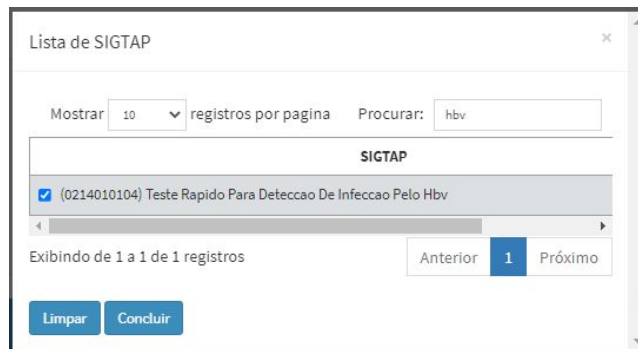 Lista de SIGTAP ×
Mostrar 10 registros por pagina Procurar: hbv
SIGTAP
(0214010104) Teste Rapido Para Deteccao De Infeccao Pelo Hbv
Exibindo de 1 a 1 de 1 registros Anterior 1 Próximo
Limpar Concluir